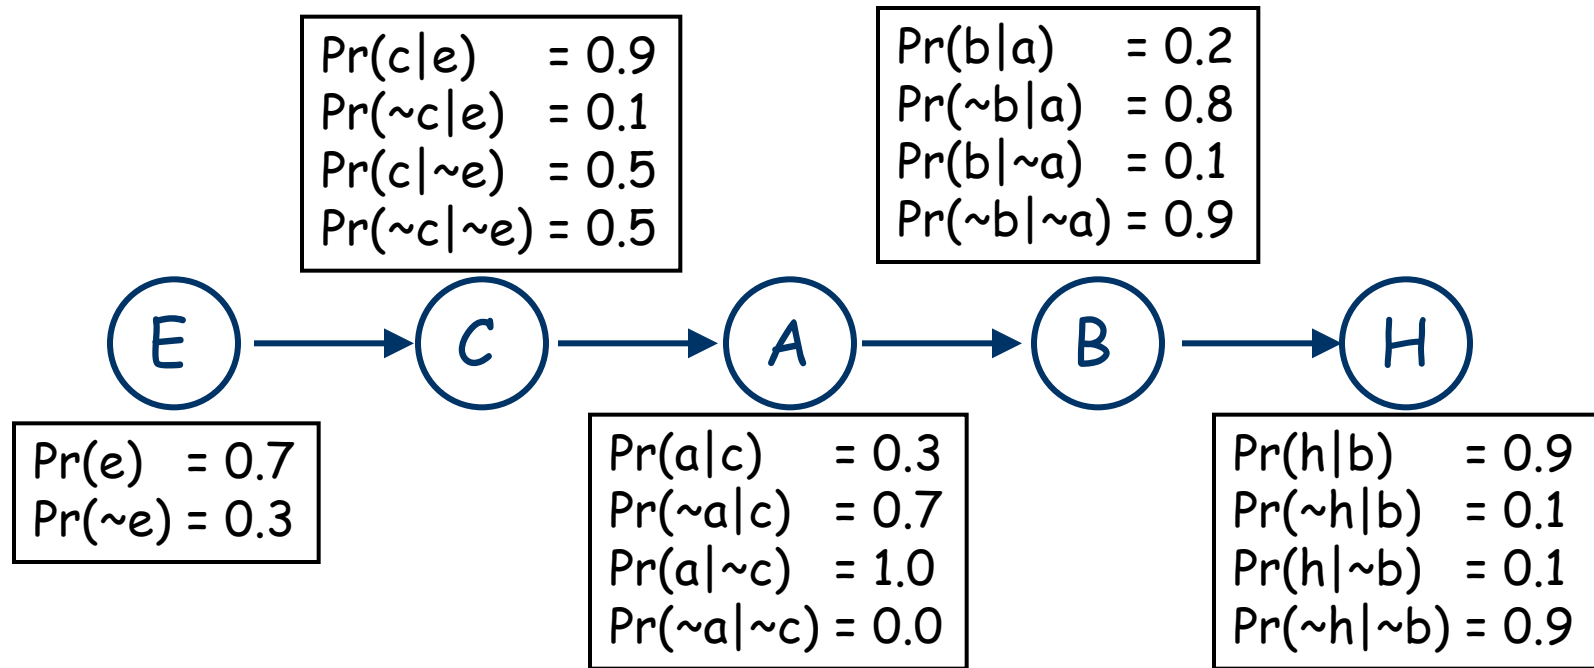 Pr(c|e) = 0.9
Pr(~c|e) = 0.1
Pr(c|~e) = 0.5
Pr(~c|~e) = 0.5
Pr(b|a) = 0.2
Pr(~b|a) = 0.8
Pr(b|~a) = 0.1
Pr(~b|~a) = 0.9
E
C
A
B
H
Pr(e) = 0.7
Pr(~e) = 0.3
Pr(a|c) = 0.3
Pr(~a|c) = 0.7
Pr(a|~c) = 1.0
Pr(~a|~c) = 0.0
Pr(h|b) = 0.9
Pr(~h|b) = 0.1
Pr(h|~b) = 0.1
Pr(~h|~b) = 0.9